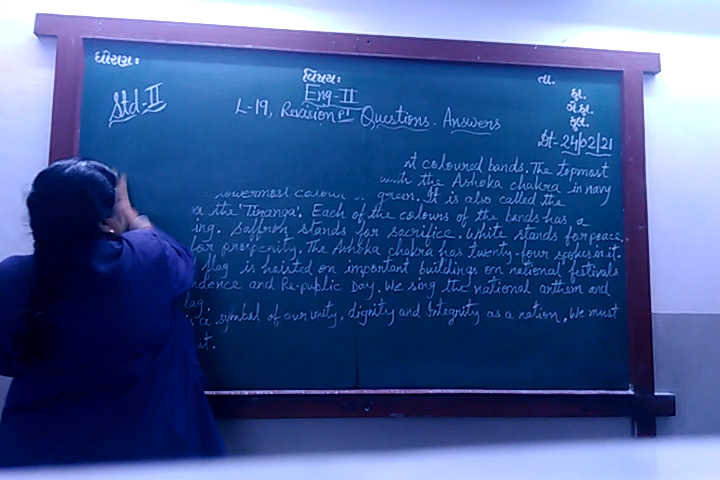 ધોરણ:
વિષય:
તા.
Std-II
Eng-II
કા.
ગે.કા.
કુલ.
L-19, Revision P1 Questions - Answers
Dt-24/02/21
nt coloured bands. The topmost
with the Ashoka chakra in navy
lowermost colour green. It is also called the
the 'Tiranga'. Each of the colours of the bands has a
ing. Saffron stands for sacrifice. White stands for peace,
for prosperity. The Ashoka chakra has twenty-four spokes in it.
flag is hoisted on important buildings on national festivals
ndence and Re-public Day. We sing the national anthem and
lag.
is a symbol of our unity, dignity and Integrity as a nation. We must
it.